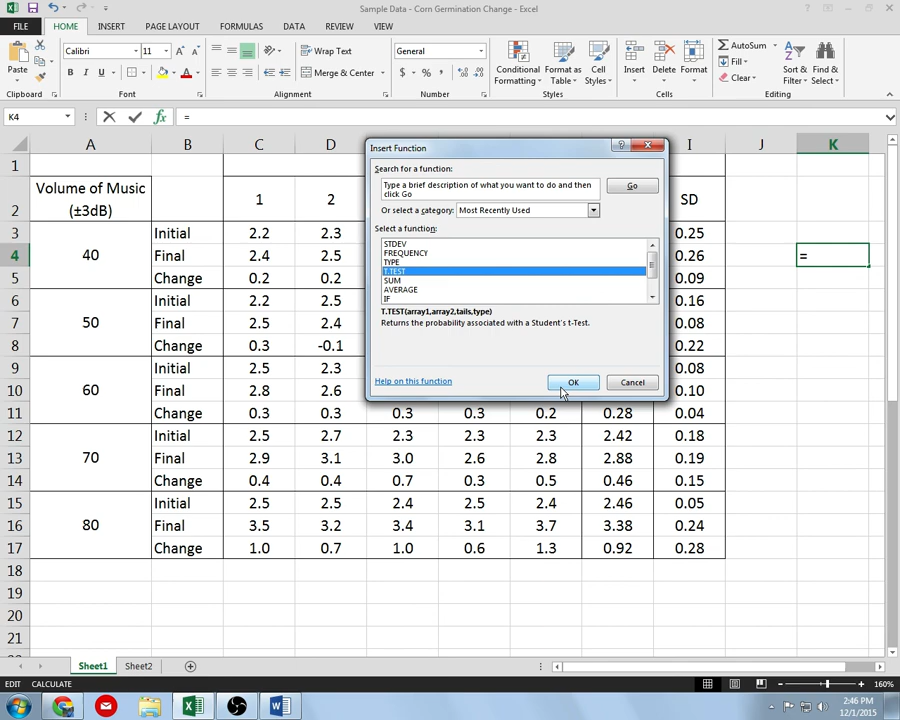 Sample Data - Corn Germination Change - Excel
FILE HOME INSERT PAGE LAYOUT FORMULAS DATA REVIEW VIEW
Calibri 11 A A Wrap Text General AutoSum
Paste B I U Merge & Center $ % , Conditional Formatting Format as Table Cell Styles Insert Delete Format Fill Clear Sort & Filter Find & Select
Clipboard Font Alignment Number Styles Cells Editing
K4 fx =
A B C D I J K
1
2 Volume of Music (±3dB) 1 2 SD
3 Initial 2.2 2.3 0.25
4 40 Final 2.4 2.5 0.26 =
5 Change 0.2 0.2 0.09
6 Initial 2.2 2.5 0.16
7 50 Final 2.5 2.4 0.08
8 Change 0.3 -0.1 0.22
9 Initial 2.5 2.3 0.08
10 60 Final 2.8 2.6 0.10
11 Change 0.3 0.3 0.3 0.3 0.2 0.28 0.04
12 Initial 2.5 2.7 2.3 2.3 2.3 2.42 0.18
13 70 Final 2.9 3.1 3.0 2.6 2.8 2.88 0.19
14 Change 0.4 0.4 0.7 0.3 0.5 0.46 0.15
15 Initial 2.5 2.5 2.4 2.5 2.4 2.46 0.05
16 80 Final 3.5 3.2 3.4 3.1 3.7 3.38 0.24
17 Change 1.0 0.7 1.0 0.6 1.3 0.92 0.28
18
19
20
21
Insert Function
Search for a function:
Type a brief description of what you want to do and then
click Go
Go
Or select a category: Most Recently Used
Select a function:
STDEV
FREQUENCY
TYPE
T.TEST
SUM
AVERAGE
IF
T.TEST(array1,array2,tails,type)
Returns the probability associated with a Student's t-Test.
Help on this function OK Cancel
Sheet1 Sheet2
EDIT CALCULATE 160%
2:46 PM
12/1/2015